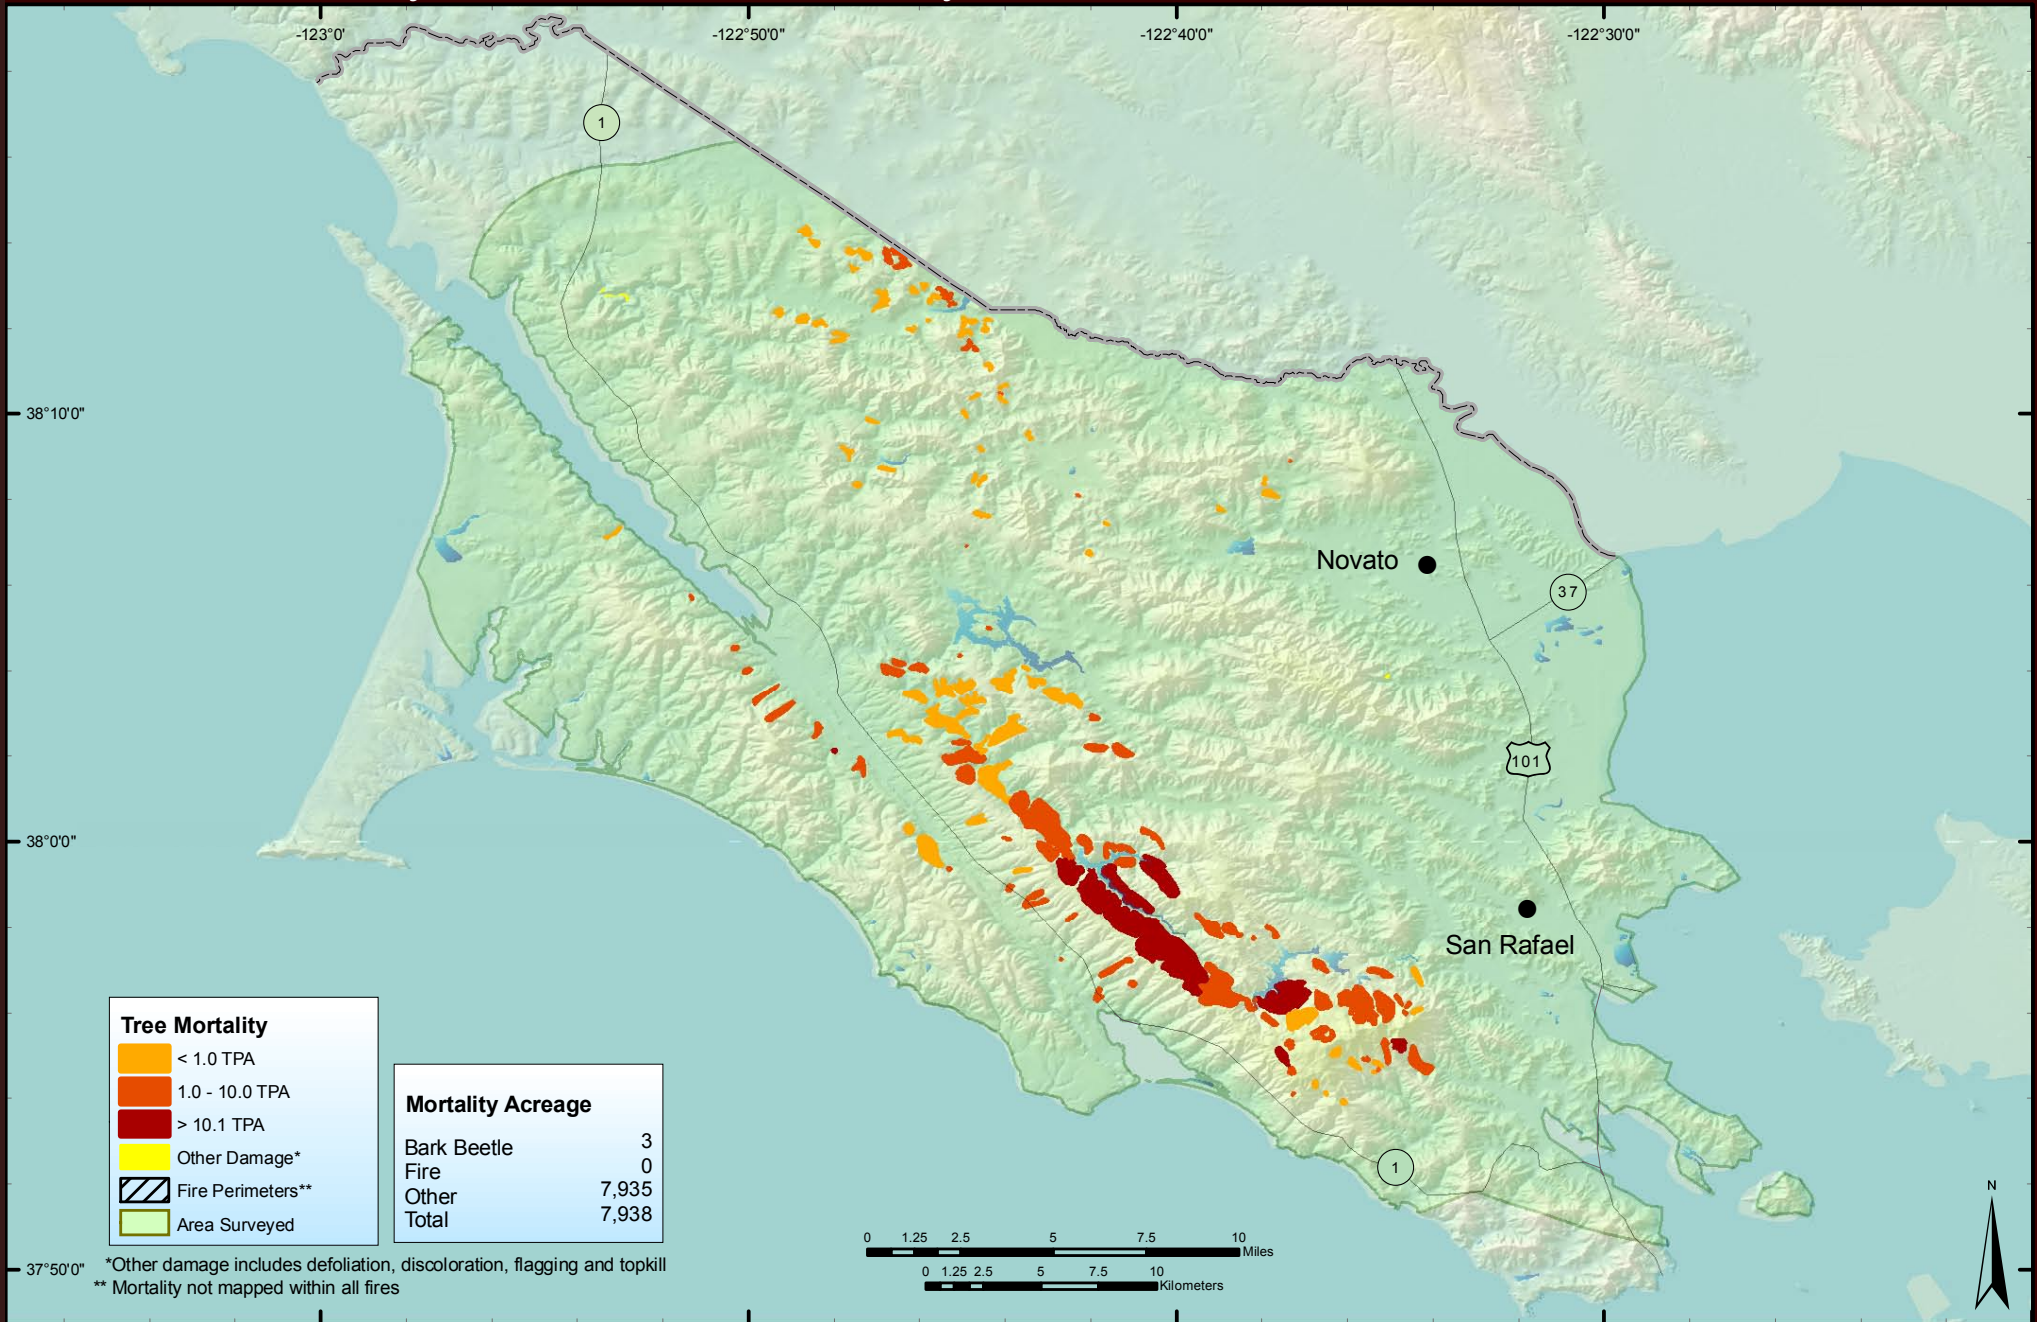 -123°0'
-122°50'0"
-122°40'0"
-122°30'0"
1
38°10'0"
Novato
37
101
38°0'0"
San Rafael
Tree Mortality
< 1.0 TPA
1.0 - 10.0 TPA
> 10.1 TPA
Other Damage*
Fire Perimeters**
Area Surveyed
Mortality Acreage
Bark Beetle 3
Fire 0
Other 7,935
Total 7,938
1
N
0 1.25 2.5 5 7.5 10 Miles
0 1.25 2.5 5 7.5 10 Kilometers
37°50'0"
*Other damage includes defoliation, discoloration, flagging and topkill
** Mortality not mapped within all fires